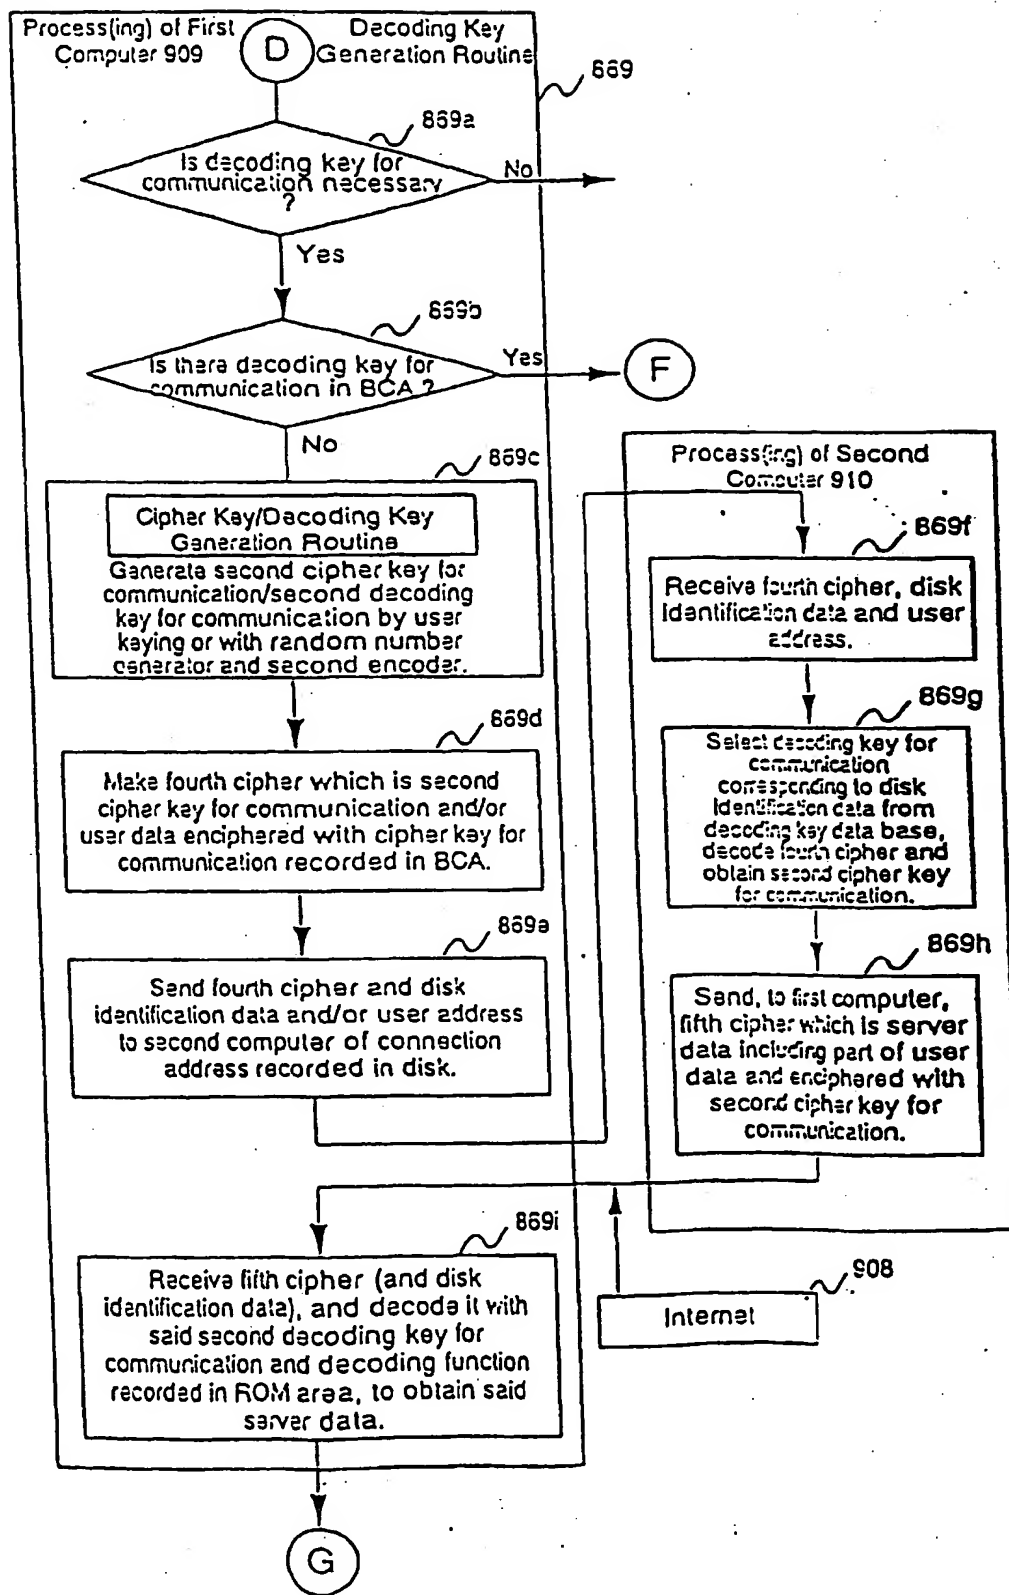 Process(ing) of First
Computer 909
D
Decoding Key
Generation Routine
869
869a
Is decoding key for
communication necessary
?
No
Yes
869b
Is there decoding key for
communication in BCA ?
Yes
F
No
869c
Cipher Key/Decoding Key
Generation Routine
Generate second cipher key for
communication/second decoding
key for communication by user
keying or with random number
generator and second encoder.
869d
Make fourth cipher which is second
cipher key for communication and/or
user data enciphered with cipher key for
communication recorded in BCA.
869e
Send fourth cipher and disk
identification data and/or user address
to second computer of connection
address recorded in disk.
Process(ing) of Second
Computer 910
869f
Receive fourth cipher, disk
identification data and user
address.
869g
Select decoding key for
communication
corresponding to disk
identification data from
decoding key data base,
decode fourth cipher and
obtain second cipher key
for communication.
869h
Send, to first computer,
fifth cipher which is server
data including part of user
data and enciphered with
second cipher key for
communication.
908
Internet
869i
Receive fifth cipher (and disk
identification data), and decode it with
said second decoding key for
communication and decoding function
recorded in ROM area, to obtain said
server data.
G